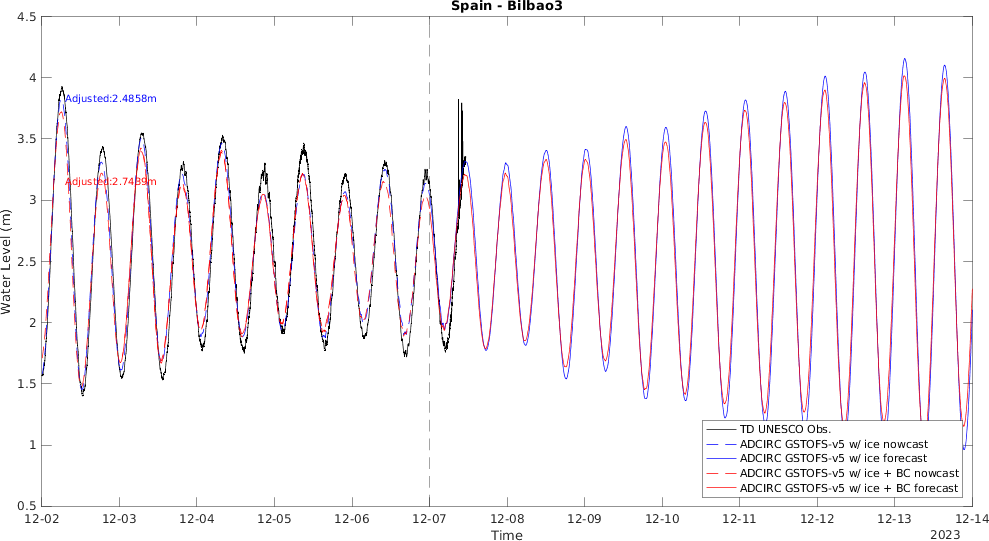 Spain - Bilbao3
4.5
4
3.5
3
2.5
2
1.5
1
0.5
Water Level (m)
Adjusted:2.4858m
Adjusted:2.7439m
TD UNESCO Obs.
ADCIRC GSTOFS-v5 w/ ice nowcast
ADCIRC GSTOFS-v5 w/ ice forecast
ADCIRC GSTOFS-v5 w/ ice + BC nowcast
ADCIRC GSTOFS-v5 w/ ice + BC forecast
12-02 12-03 12-04 12-05 12-06 12-07 12-08 12-09 12-10 12-11 12-12 12-13 12-14
Time
2023